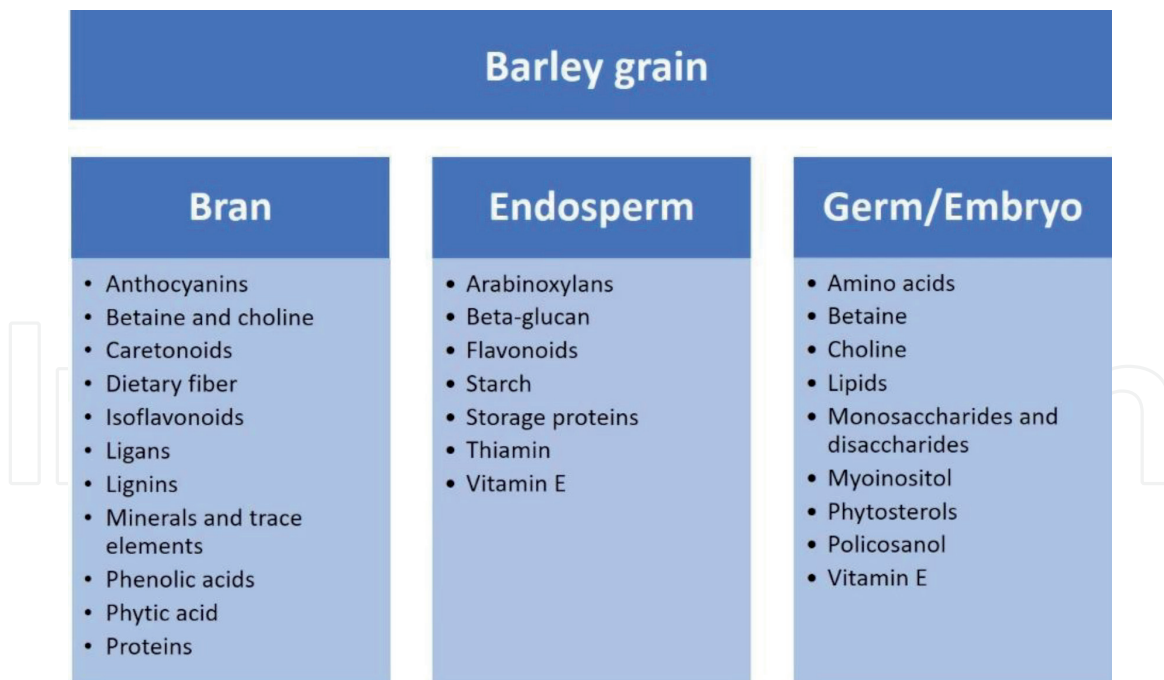 Barley grain
Bran
• Anthocyanins
• Betaine and choline
• Caretonoids
• Dietary fiber
• Isoflavonoids
• Ligans
• Lignins
• Minerals and trace
elements
• Phenolic acids
• Phytic acid
• Proteins
Endosperm
• Arabinoxylans
• Beta-glucan
• Flavonoids
• Starch
• Storage proteins
• Thiamin
• Vitamin E
Germ/Embryo
• Amino acids
• Betaine
• Choline
• Lipids
• Monosaccharides and
disaccharides
• Myoinositol
• Phytosterols
• Policosanol
• Vitamin E